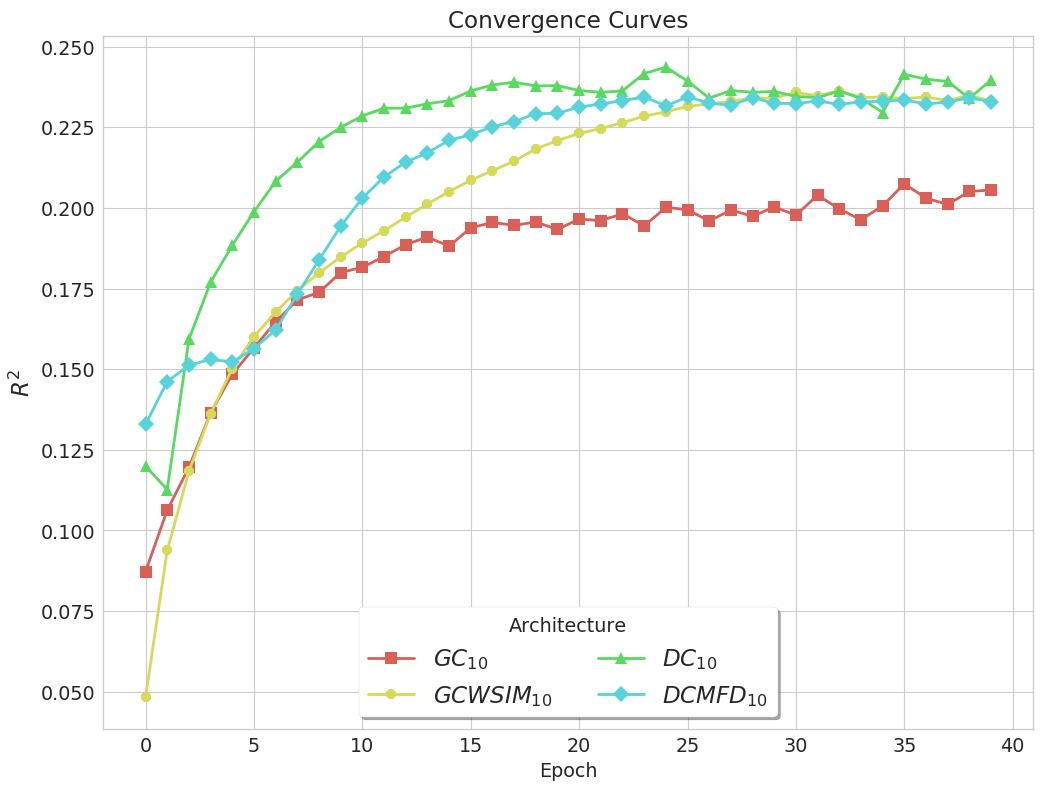 Convergence Curves
0.250
0.225
0.200
0.175
0.150
0.125
0.100
0.075
0.050
R²
0 5 10 15 20 25 30 35 40
Epoch
Architecture
GC₁₀ DC₁₀
GCWSIM₁₀ DCMFD₁₀